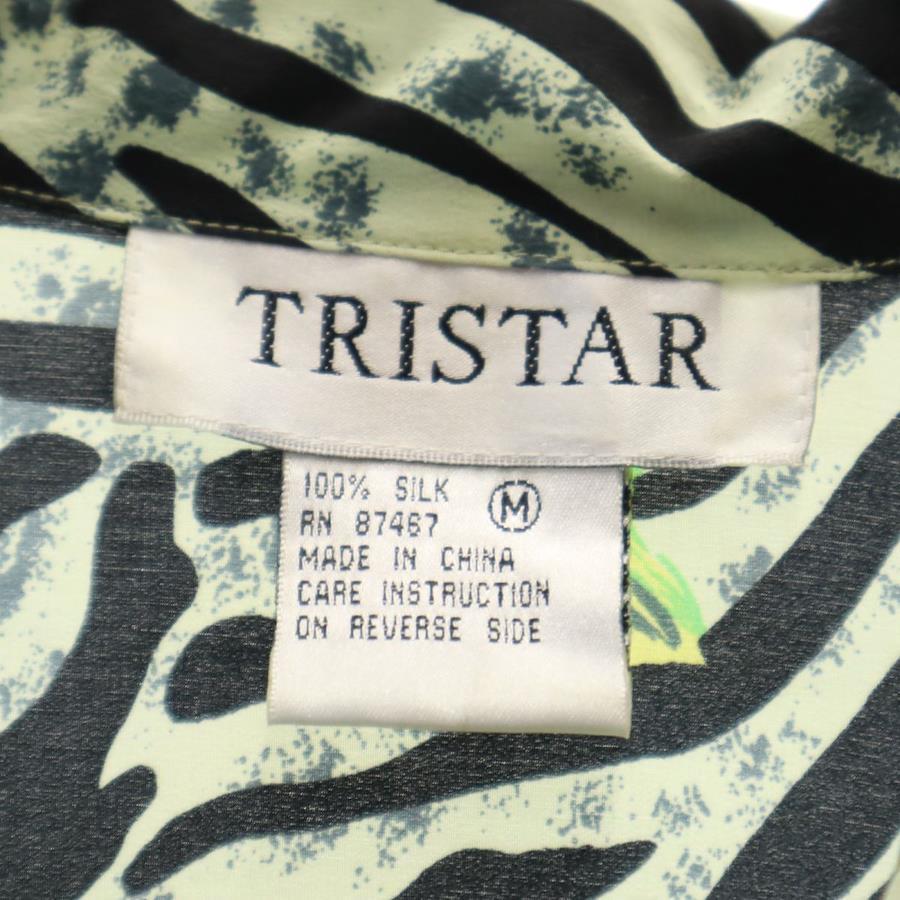 TRISTAR
100% SILK
M
RN 87467
MADE IN CHINA
CARE INSTRUCTION
ON REVERSE SIDE